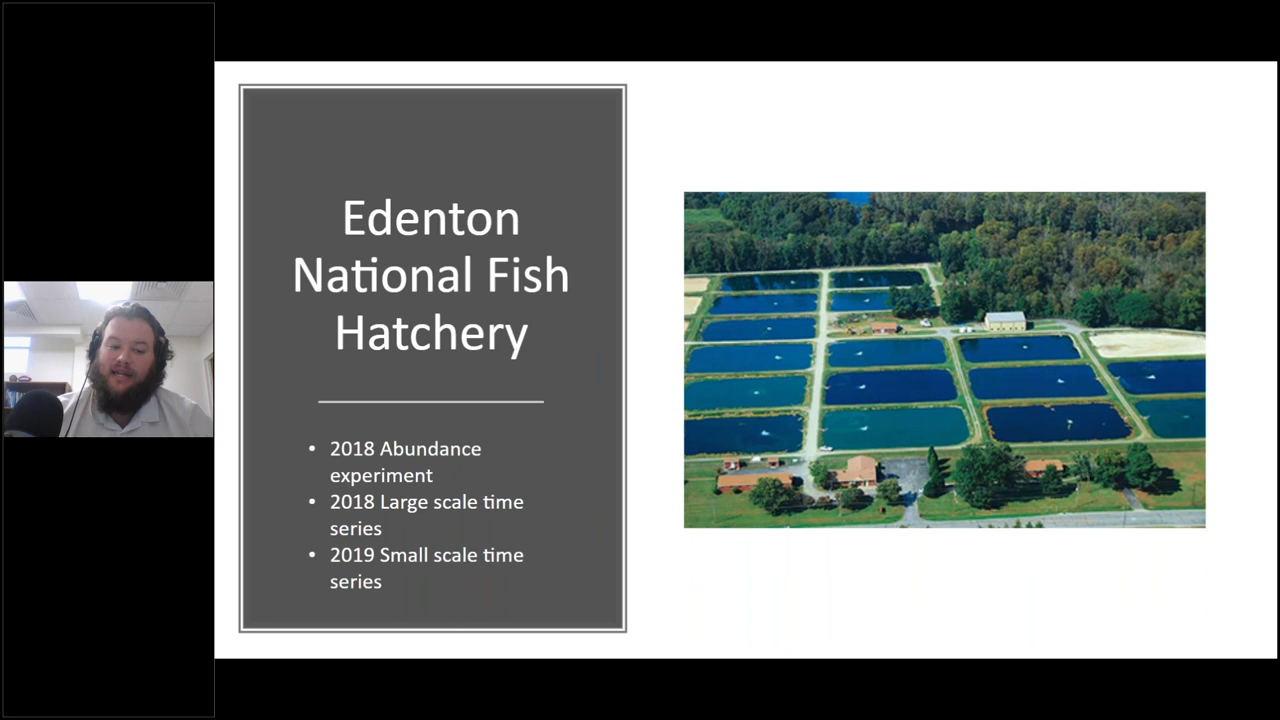 Edenton
National Fish
Hatchery
• 2018 Abundance
experiment
• 2018 Large scale time
series
• 2019 Small scale time
series